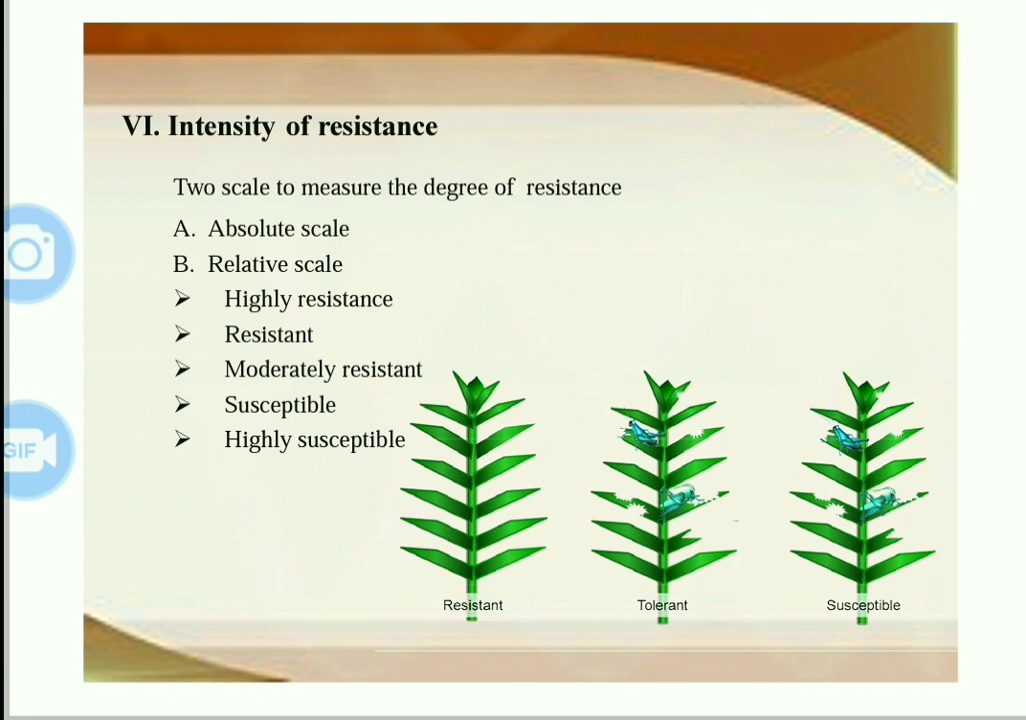 VI. Intensity of resistance
Two scale to measure the degree of resistance
A. Absolute scale
B. Relative scale
➢ Highly resistance
➢ Resistant
➢ Moderately resistant
➢ Susceptible
➢ Highly susceptible
GIF
Resistant
Tolerant
Susceptible